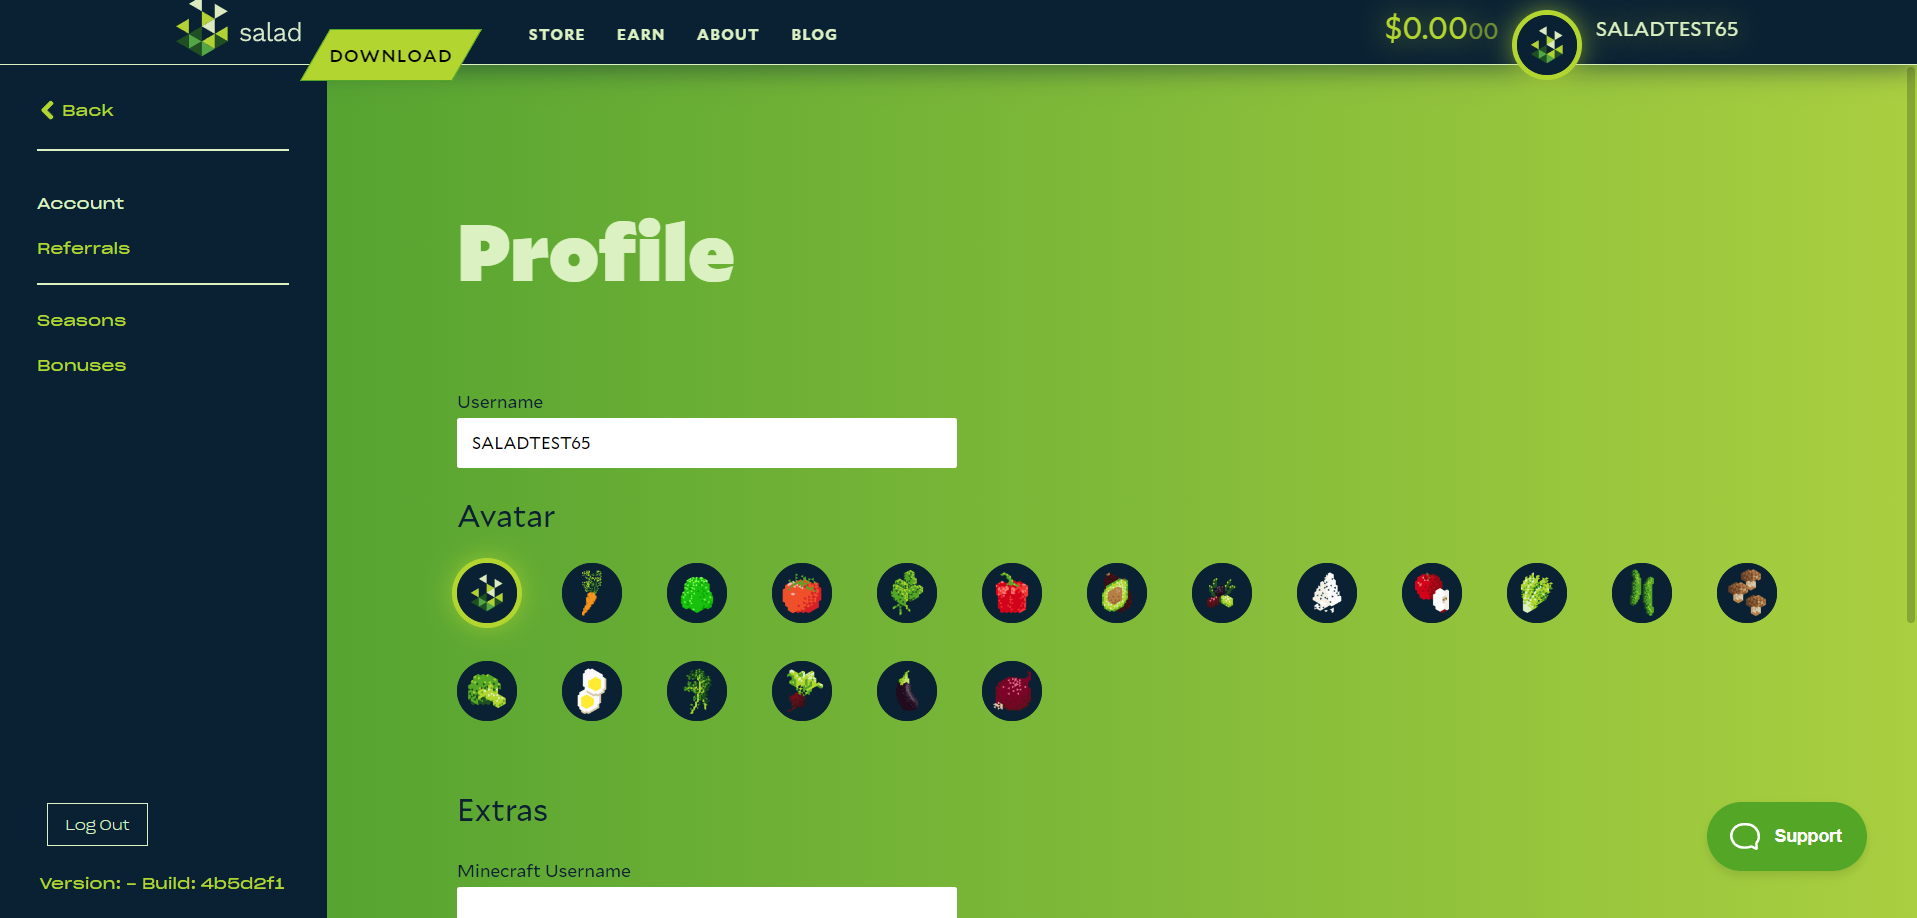 salad
DOWNLOAD
STORE EARN ABOUT BLOG
$0.0000
SALADTEST65
Back
Account
Referrals
Seasons
Bonuses
Log Out
Version: - Build: 4b5d2f1
Profile
Username
SALADTEST65
Avatar
Extras
Minecraft Username
Support